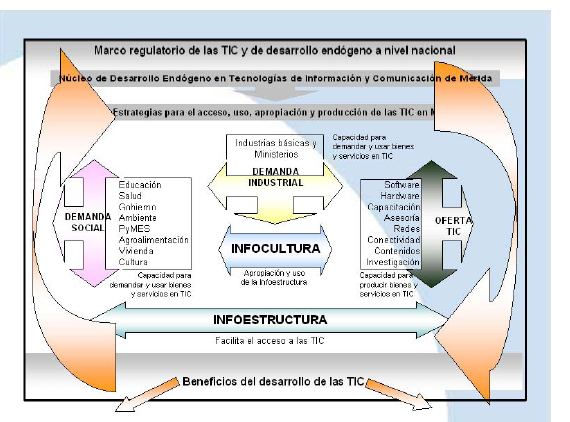 Marco regulatorio de las TIC y de desarrollo endógeno a nivel nacional
Núcleo de Desarrollo Endógeno en Tecnologías de Información y Comunicación de Mérida
Estrategias para el acceso, uso, apropiación y producción de las TIC en M
Industrias básicas y
Ministerios
Capacidad para
demandar y usar bienes
y servicios en TIC
DEMANDA
INDUSTRIAL
DEMANDA
SOCIAL
Educación
Salud
Gobierno
Ambiente
PyMES
Agroalimentación
Vivienda
Cultura
Software
Hardware
Capacitación
Asesoría
Redes
Conectividad
Contenidos
Investigación
OFERTA
TIC
INFOCULTURA
Apropiación y uso
de la Infoestructura
Capacidad para
demandar y usar bienes
y servicios en TIC
Capacidad para
producir bienes y
servicios en TIC
INFOESTRUCTURA
Facilita el acceso a las TIC
Beneficios del desarrollo de las TIC